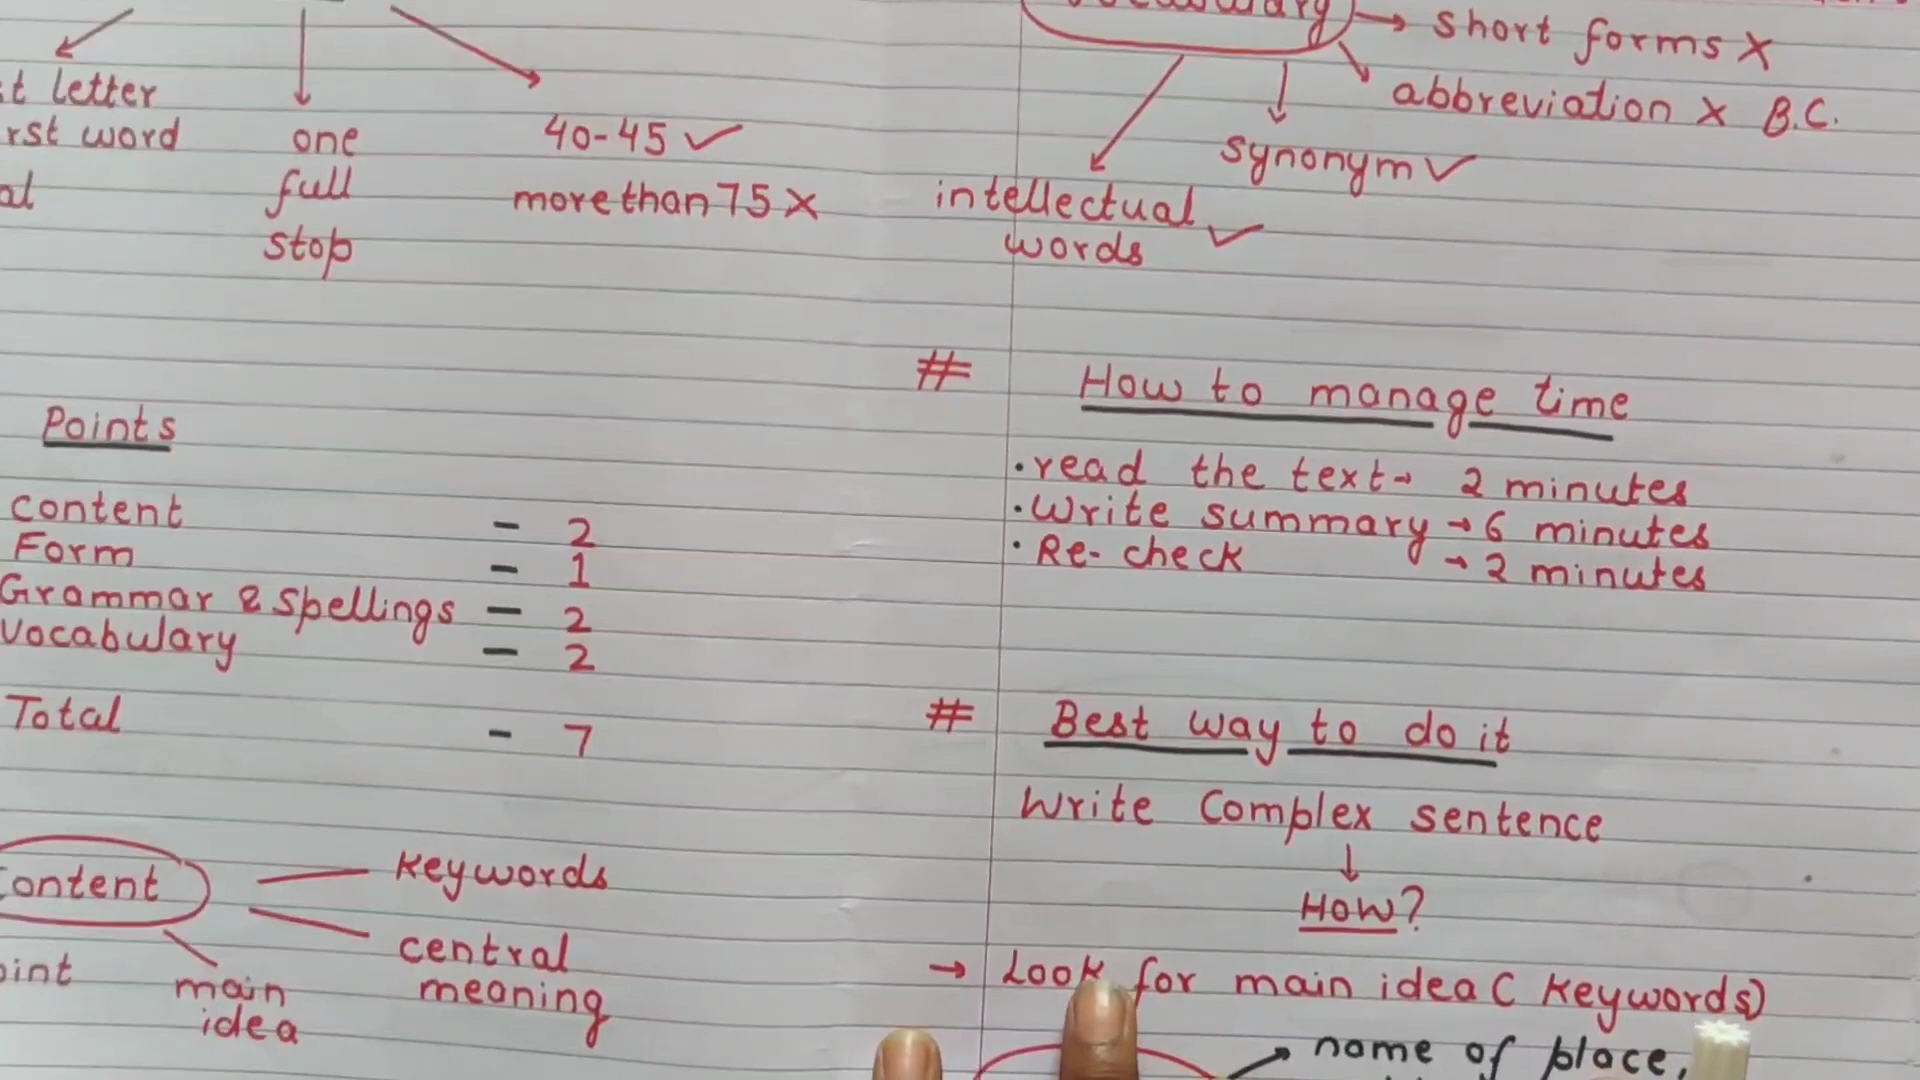 letter
word
one
full
stop
40-45 ✓
more than 75 ×
Points
content - 2
Form - 1
Grammar & Spellings - 2
Vocabulary - 2
Total - 7
keywords
central
meaning
main
idea
→ short forms ×
abbreviation × B.C.
synonym ✓
intellectual
words ✓
# How to manage time
• read the text → 2 minutes
• Write summary → 6 minutes
• Re-check → 2 minutes
# Best way to do it
Write Complex sentence
↓
How?
→ Look for main idea ( Keywords)
name of place,